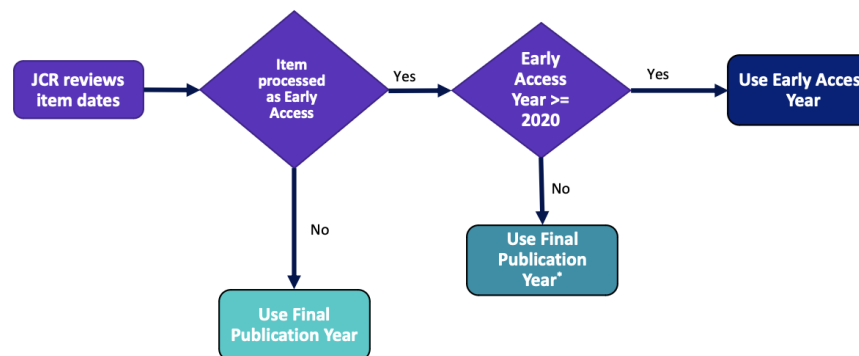 JCR reviews
item dates
Item
processed
as Early
Access
Yes
Early
Access
Year >=
2020
Yes
Use Early Access
Year
No
No
Use Final
Publication
Year*
Use Final
Publication Year